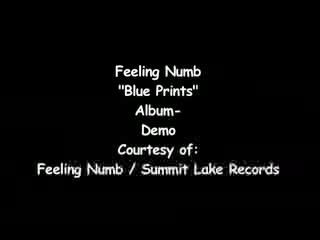 Feeling Numb
"Blue Prints"
Album-
Demo
Courtesy of:
Feeling Numb / Summit Lake Records